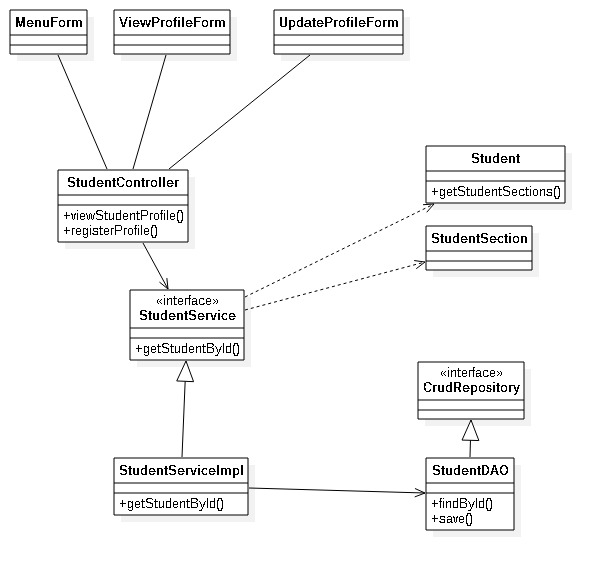 MenuForm
ViewProfileForm
UpdateProfileForm
Student
+getStudentSections()
StudentController
+viewStudentProfile()
+registerProfile()
StudentSection
«interface»
StudentService
+getStudentById()
«interface»
CrudRepository
StudentServiceImpl
+getStudentById()
StudentDAO
+findById()
+save()